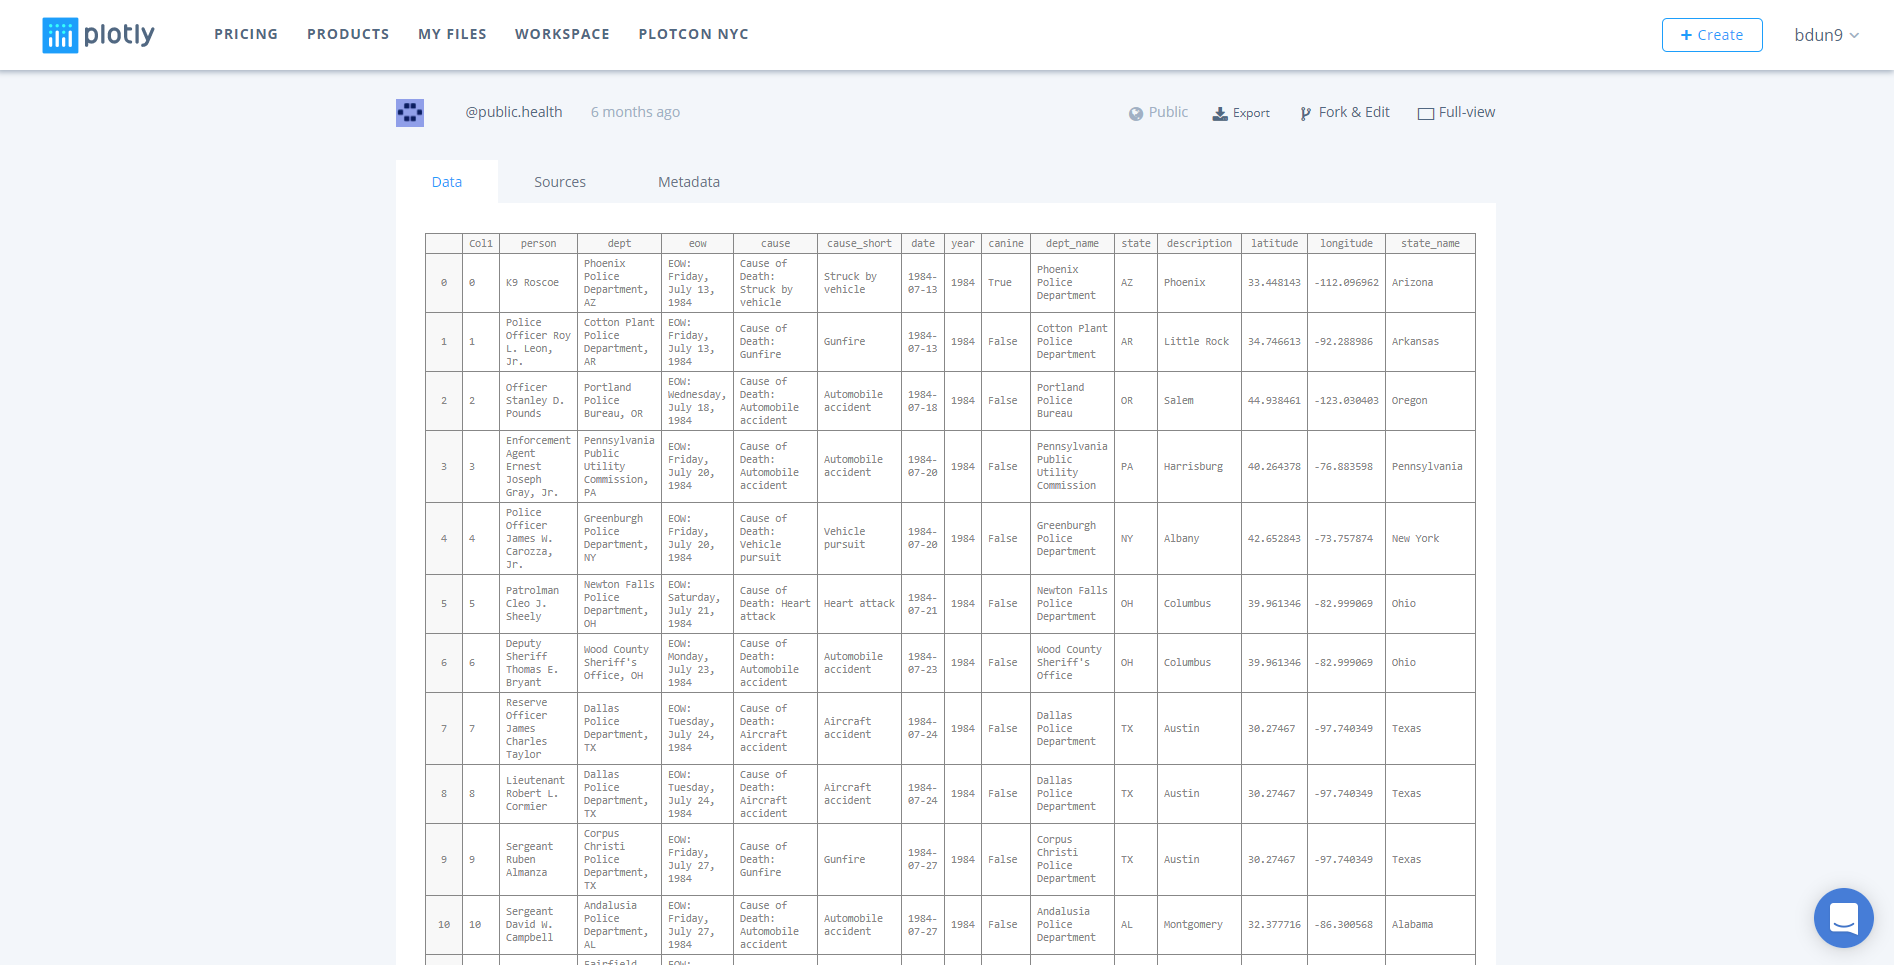 plotly PRICING PRODUCTS MY FILES WORKSPACE PLOTCON NYC + Create bdun9
@public.health 6 months ago Public Export Fork & Edit Full-view
Data Sources Metadata
Col1 person dept eow cause cause_short date year canine dept_name state description latitude longitude state_name
0 0 K9 Roscoe Phoenix Police Department, AZ EOW: Friday, July 13, 1984 Cause of Death: Struck by vehicle Struck by vehicle 1984-07-13 1984 True Phoenix Police Department AZ Phoenix 33.448143 -112.096962 Arizona
1 1 Police Officer Roy L. Leon, Jr. Cotton Plant Police Department, AR EOW: Friday, July 13, 1984 Cause of Death: Gunfire Gunfire 1984-07-13 1984 False Cotton Plant Police Department AR Little Rock 34.746613 -92.288986 Arkansas
2 2 Officer Stanley D. Pounds Portland Police Bureau, OR EOW: Wednesday, July 18, 1984 Cause of Death: Automobile accident Automobile accident 1984-07-18 1984 False Portland Police Bureau OR Salem 44.938461 -123.030403 Oregon
3 3 Enforcement Agent Ernest Joseph Gray, Jr. Pennsylvania Public Utility Commission, PA EOW: Friday, July 20, 1984 Cause of Death: Automobile accident Automobile accident 1984-07-20 1984 False Pennsylvania Public Utility Commission PA Harrisburg 40.264378 -76.883598 Pennsylvania
4 4 Police Officer James W. Carozza, Jr. Greenburgh Police Department, NY EOW: Friday, July 20, 1984 Cause of Death: Vehicle pursuit Vehicle pursuit 1984-07-20 1984 False Greenburgh Police Department NY Albany 42.652843 -73.757874 New York
5 5 Patrolman Cleo J. Sheely Newton Falls Police Department, OH EOW: Saturday, July 21, 1984 Cause of Death: Heart attack Heart attack 1984-07-21 1984 False Newton Falls Police Department OH Columbus 39.961346 -82.999069 Ohio
6 6 Deputy Sheriff Thomas E. Bryant Wood County Sheriff's Office, OH EOW: Monday, July 23, 1984 Cause of Death: Automobile accident Automobile accident 1984-07-23 1984 False Wood County Sheriff's Office OH Columbus 39.961346 -82.999069 Ohio
7 7 Reserve Officer James Charles Taylor Dallas Police Department, TX EOW: Tuesday, July 24, 1984 Cause of Death: Aircraft accident Aircraft accident 1984-07-24 1984 False Dallas Police Department TX Austin 30.27467 -97.740349 Texas
8 8 Lieutenant Robert L. Cormier Dallas Police Department, TX EOW: Tuesday, July 24, 1984 Cause of Death: Aircraft accident Aircraft accident 1984-07-24 1984 False Dallas Police Department TX Austin 30.27467 -97.740349 Texas
9 9 Sergeant Ruben Almanza Corpus Christi Police Department, TX EOW: Friday, July 27, 1984 Cause of Death: Gunfire Gunfire 1984-07-27 1984 False Corpus Christi Police Department TX Austin 30.27467 -97.740349 Texas
10 10 Sergeant David W. Campbell Andalusia Police Department, AL EOW: Friday, July 27, 1984 Cause of Death: Automobile accident Automobile accident 1984-07-27 1984 False Andalusia Police Department AL Montgomery 32.377716 -86.300568 Alabama
Fairfield EOW: